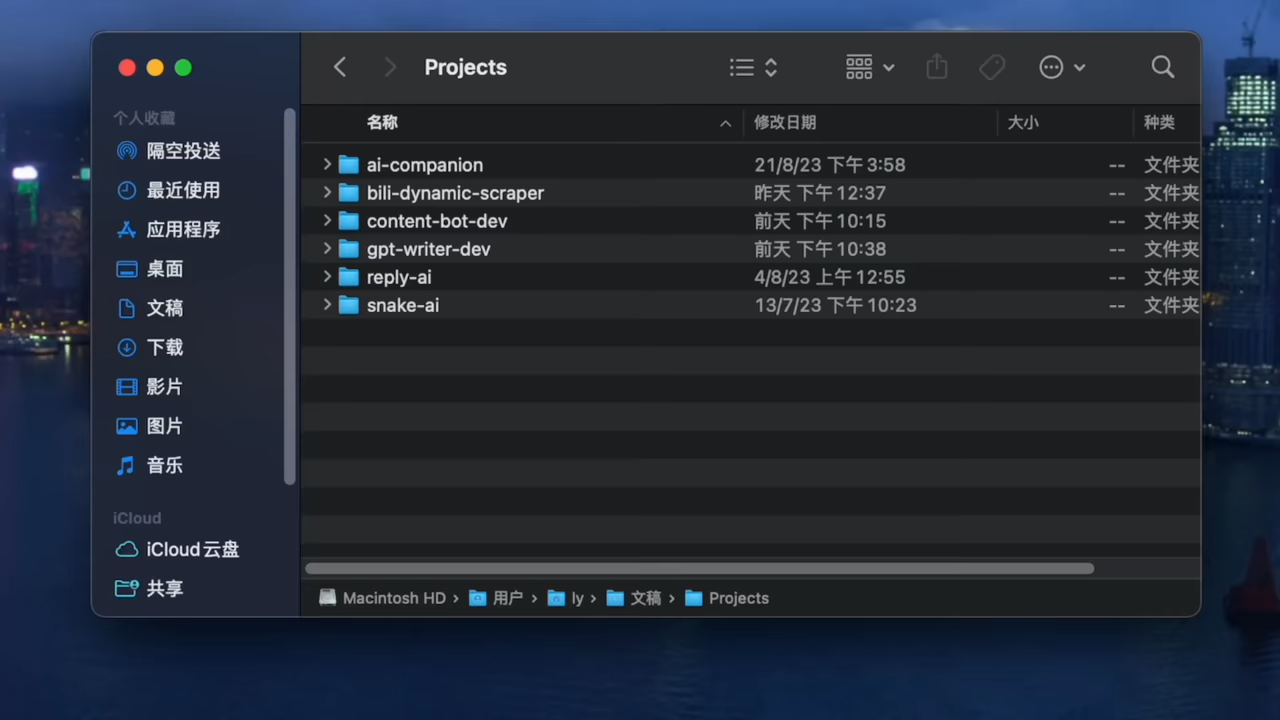 Projects
个人收藏
隔空投送
最近使用
应用程序
桌面
文稿
下载
影片
图片
音乐
iCloud
iCloud云盘
共享
名称 修改日期 大小 种类
ai-companion 21/8/23 下午 3:58 -- 文件夹
bili-dynamic-scraper 昨天 下午 12:37 -- 文件夹
content-bot-dev 前天 下午 10:15 -- 文件夹
gpt-writer-dev 前天 下午 10:38 -- 文件夹
reply-ai 4/8/23 上午 12:55 -- 文件夹
snake-ai 13/7/23 下午 10:23 -- 文件夹
Macintosh HD › 用户 › ly › 文稿 › Projects